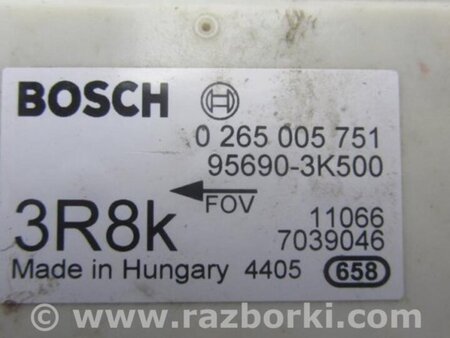 BOSCH
0 265 005 751
95690-3K500
FOV
3R8k
11066
7039046
Made in Hungary 4405 658
www.razborki.com